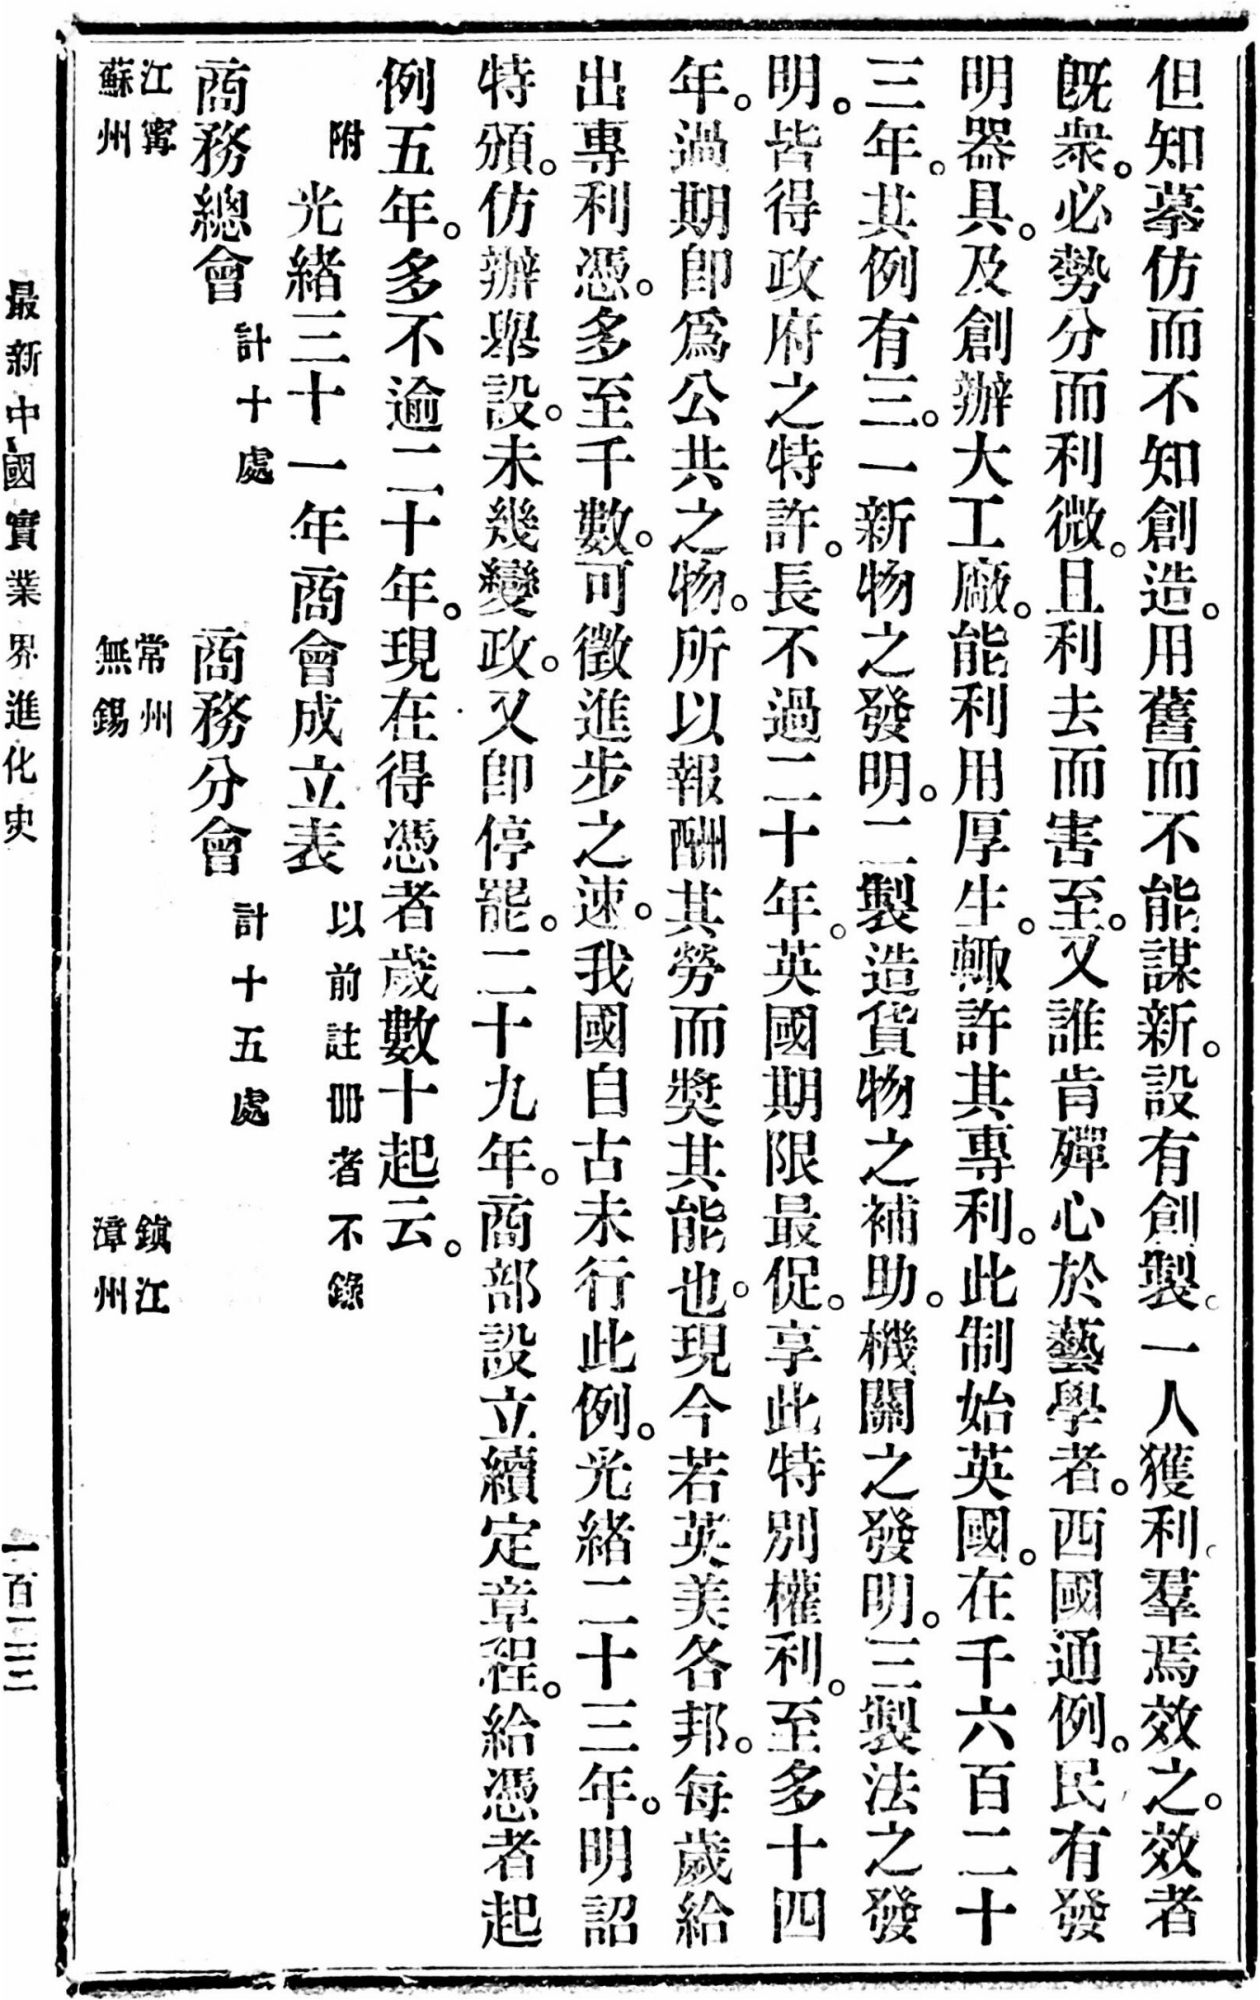 但知摹仿而不知創造。用舊而不能謀新。設有創製。一人獲利。羣焉效之。效者
旣衆。必勢分而利微。且利去而害至。又誰肯殫心於藝學者。西國通例。民有發
明器具。及創辦大工廠。能利用厚生。輙許其專利。此制始英國。在千六百二十
三年。其例有三。一新物之發明。二製造貨物之補助。機關之發明。三製法之發
明。皆得政府之特許。長不過二十年。英國期限最促。享此特別權利。至多十四
年。過期卽爲公共之物。所以報酬其勞而獎其能也。現今若英美各邦。每歲給
出專利憑。多至千數。可徵進步之速。我國自古未行此例。光緒二十三年。明詔
特頒。仿辦舉設。未幾變政。又卽停罷。二十九年。商部設立續定章程。給憑者起
例五年。多不逾二十年。現在得憑者歲數十起云。
附 光緒三十一年商會成立表 以前註册者不錄
商務總會 計十處 商務分會 計十五處
江寗 常州 鎮江
蘇州 無錫 漳州
最新中國實業界進化史
一百二三